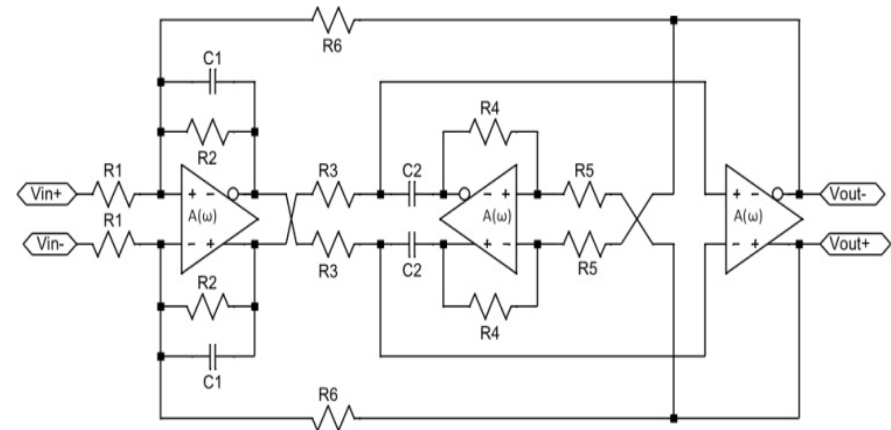 R6
C1
R4
R2
R1
R3
C2
R5
Vin+
+ −
A(ω)
− +
A(ω)
+ −
+ −
A(ω)
Vout-
R1
Vin-
− +
+ −
− +
Vout+
R2
R3
C2
R5
R4
C1
R6